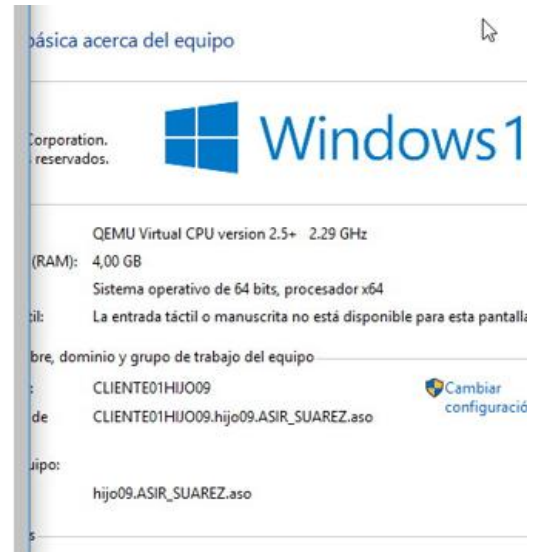 básica acerca del equipo
Corporation.
reservados.
Windows 1
QEMU Virtual CPU version 2.5+ 2.29 GHz
(RAM): 4,00 GB
Sistema operativo de 64 bits, procesador x64
til: La entrada táctil o manuscrita no está disponible para esta pantalla
bre, dominio y grupo de trabajo del equipo
: CLIENTE01HIJO09
Cambiar
de CLIENTE01HIJO09.hijo09.ASIR_SUAREZ.aso
configuració
uipo:
hijo09.ASIR_SUAREZ.aso
s